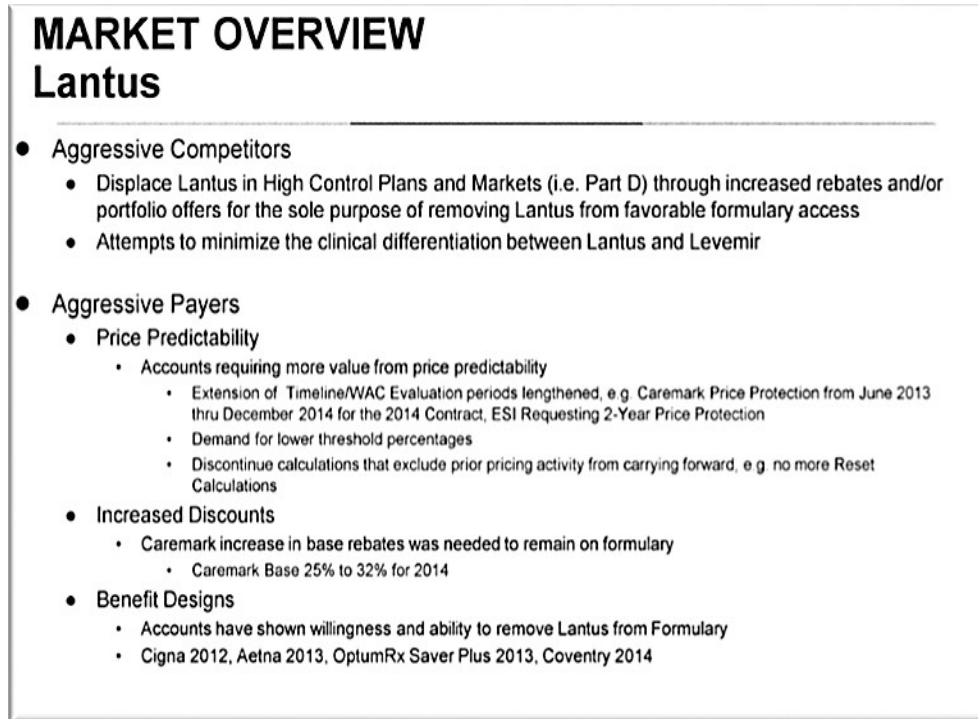 MARKET OVERVIEW
Lantus
• Aggressive Competitors
• Displace Lantus in High Control Plans and Markets (i.e. Part D) through increased rebates and/or
portfolio offers for the sole purpose of removing Lantus from favorable formulary access
• Attempts to minimize the clinical differentiation between Lantus and Levemir
• Aggressive Payers
• Price Predictability
• Accounts requiring more value from price predictability
• Extension of Timeline/WAC Evaluation periods lengthened, e.g. Caremark Price Protection from June 2013
thru December 2014 for the 2014 Contract, ESI Requesting 2-Year Price Protection
• Demand for lower threshold percentages
• Discontinue calculations that exclude prior pricing activity from carrying forward, e.g. no more Reset
Calculations
• Increased Discounts
• Caremark increase in base rebates was needed to remain on formulary
• Caremark Base 25% to 32% for 2014
• Benefit Designs
• Accounts have shown willingness and ability to remove Lantus from Formulary
• Cigna 2012, Aetna 2013, OptumRx Saver Plus 2013, Coventry 2014